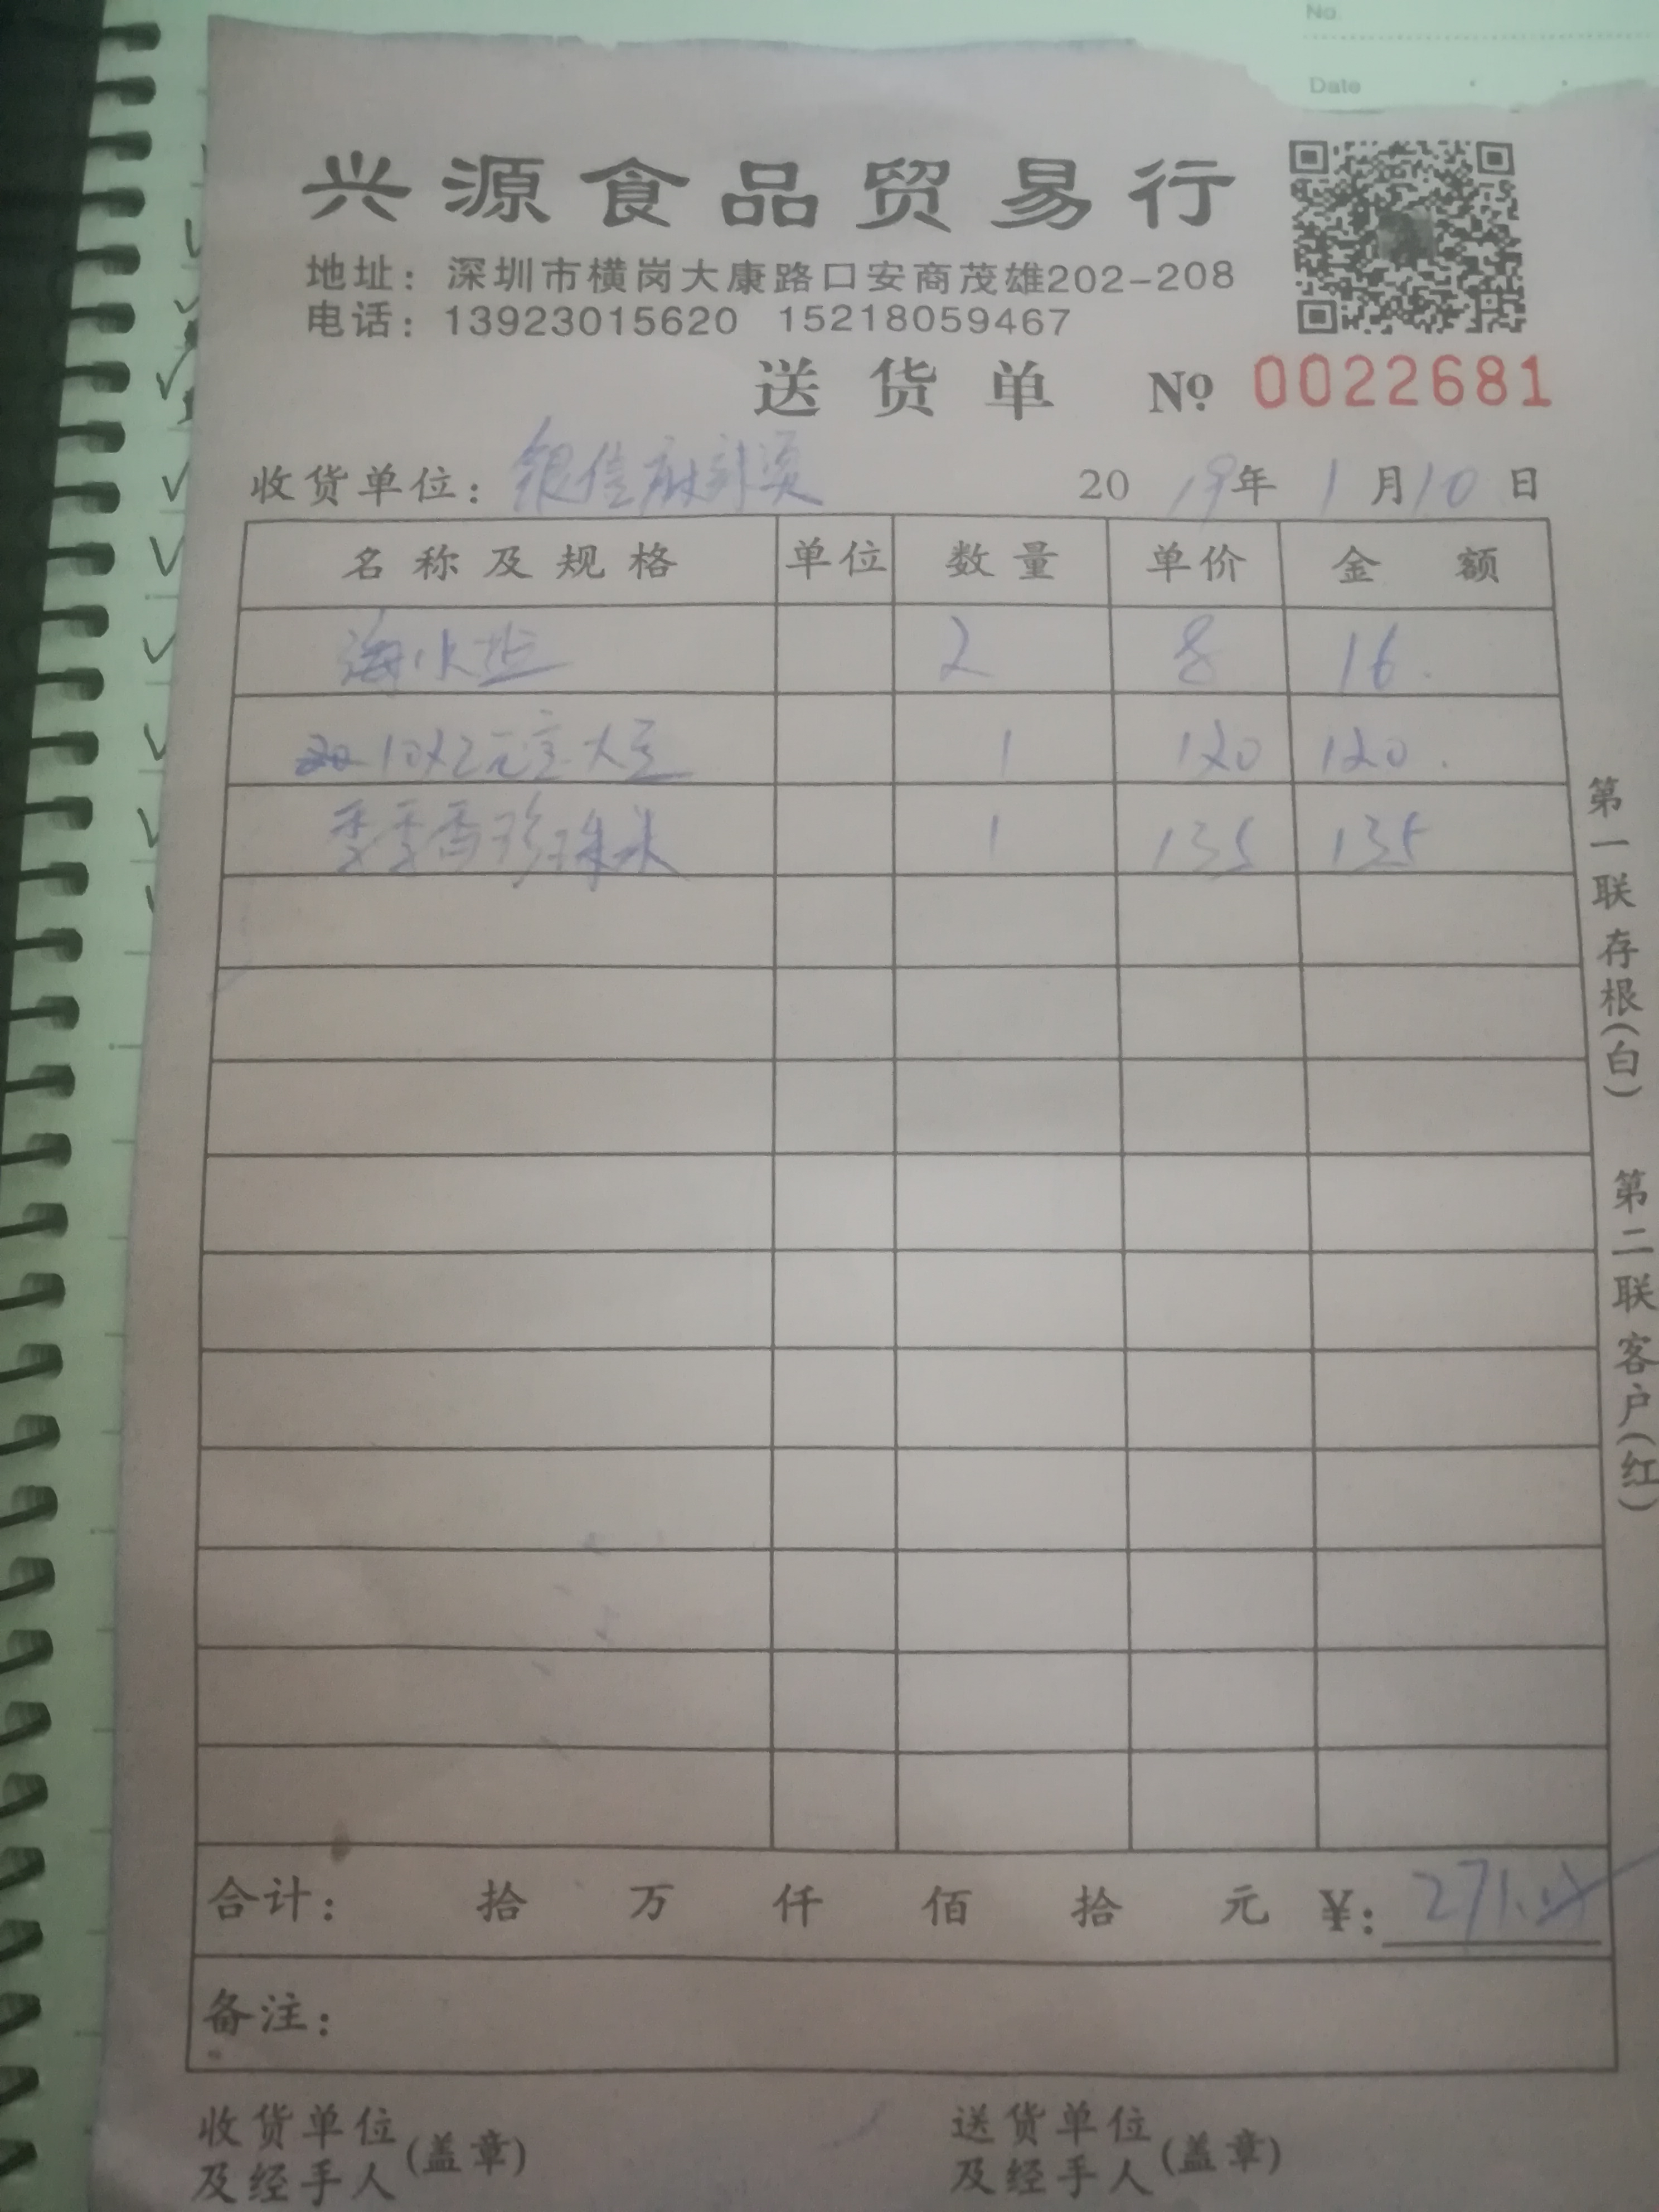 No.
Date
兴源食品贸易行
地址：深圳市横岗大康路口安商茂雄202-208
电话：13923015620 15218059467
送货单 No 0022681
收货单位：银信麻辣烫 2019年1月10日
名称及规格 单位 数量 单价 金额
海水盐 2 8 16.
10X2元宝大豆 1 120 120.
季季香珍珠米 1 135 135
合计： 拾 万 仟 佰 拾 元 ¥：271.
备注：
收货单位及经手人(盖章) 送货单位及经手人(盖章)
第一联存根(白) 第二联客户(红)